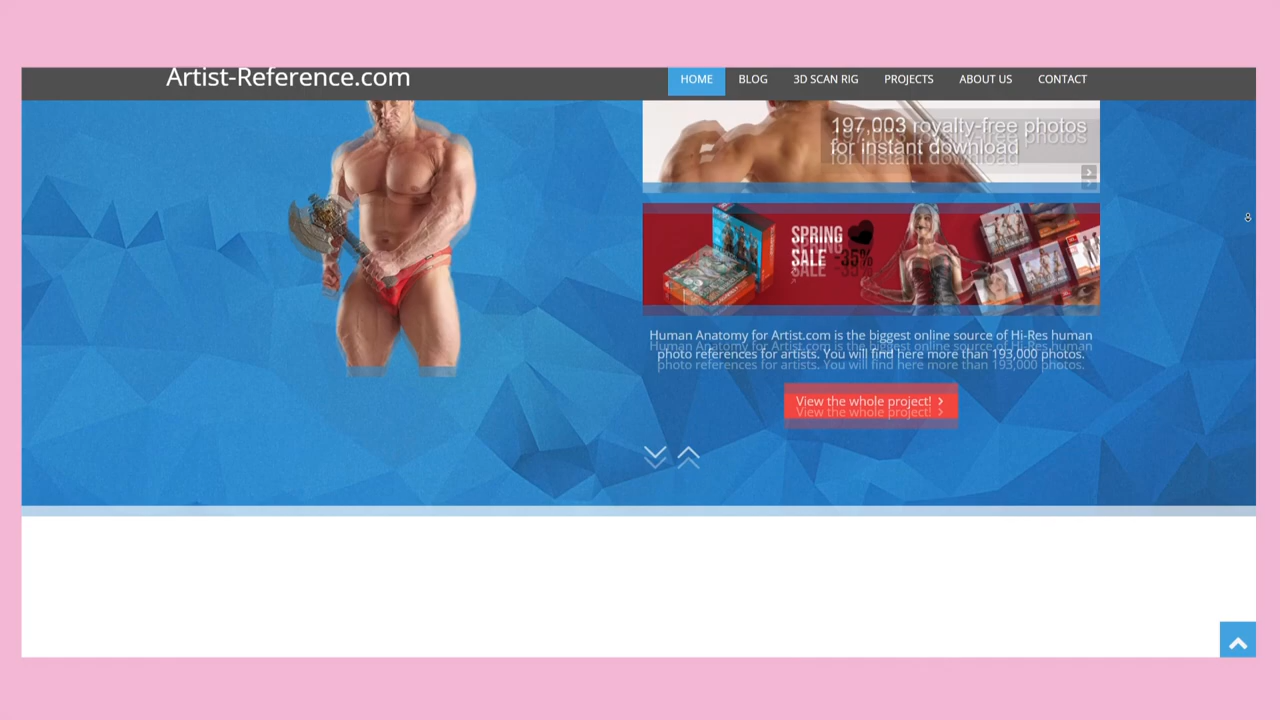 Artist-Reference.com
HOME BLOG 3D SCAN RIG PROJECTS ABOUT US CONTACT
197,003 royalty-free photos
for instant download
SPRING
SALE -35%
Human Anatomy for Artist.com is the biggest online source of Hi-Res human
photo references for artists. You will find here more than 193,000 photos.
View the whole project!